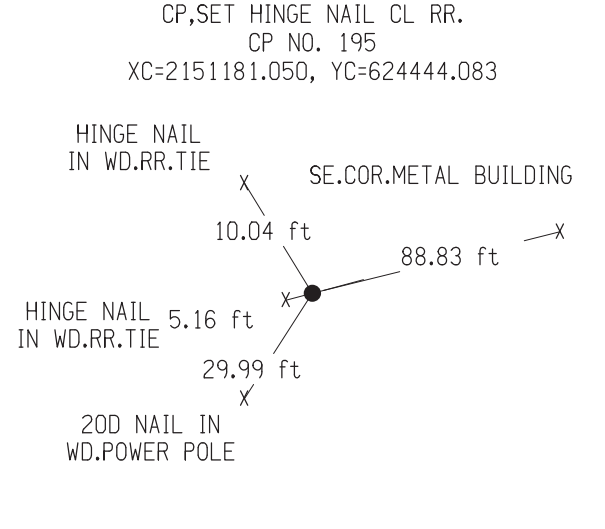 CP,SET HINGE NAIL CL RR.
CP NO. 195
XC=2151181.050, YC=624444.083
HINGE NAIL
IN WD.RR.TIE
SE.COR.METAL BUILDING
10.04 ft
88.83 ft
HINGE NAIL
IN WD.RR.TIE
5.16 ft
29.99 ft
20D NAIL IN
WD.POWER POLE